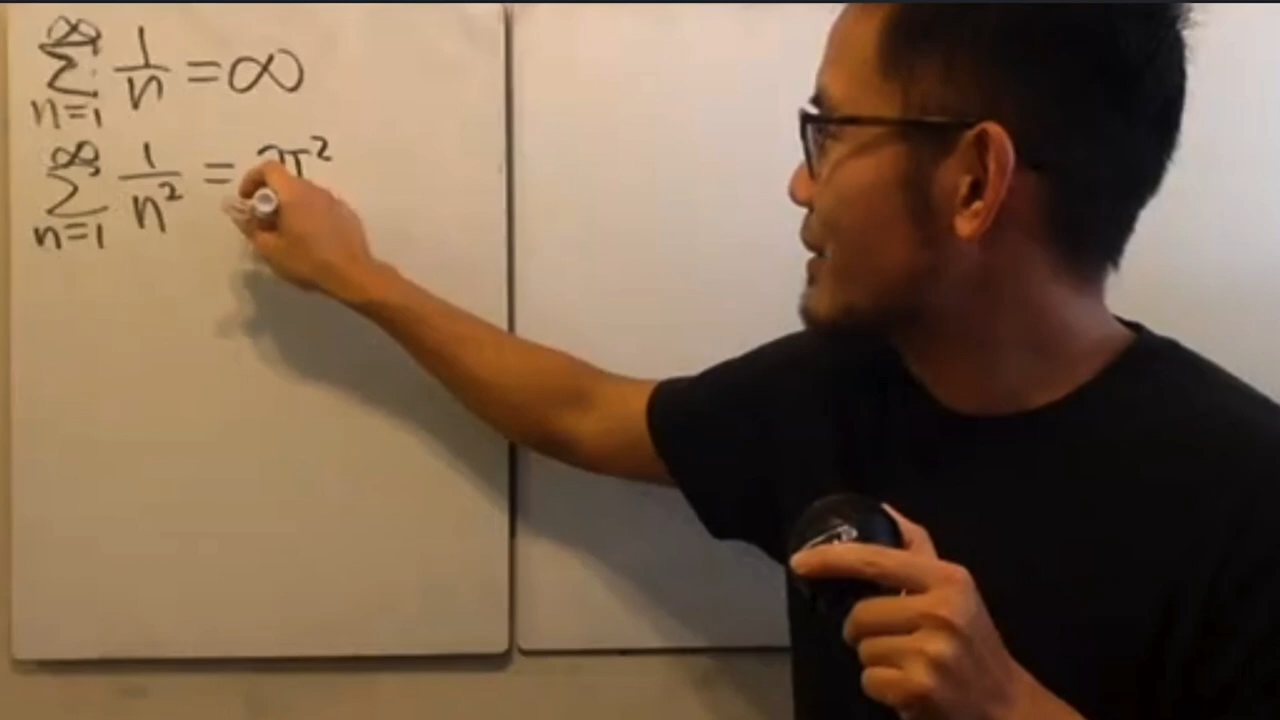 ∞∑n=1 1/n = ∞
∞∑n=1 1/n² = π²